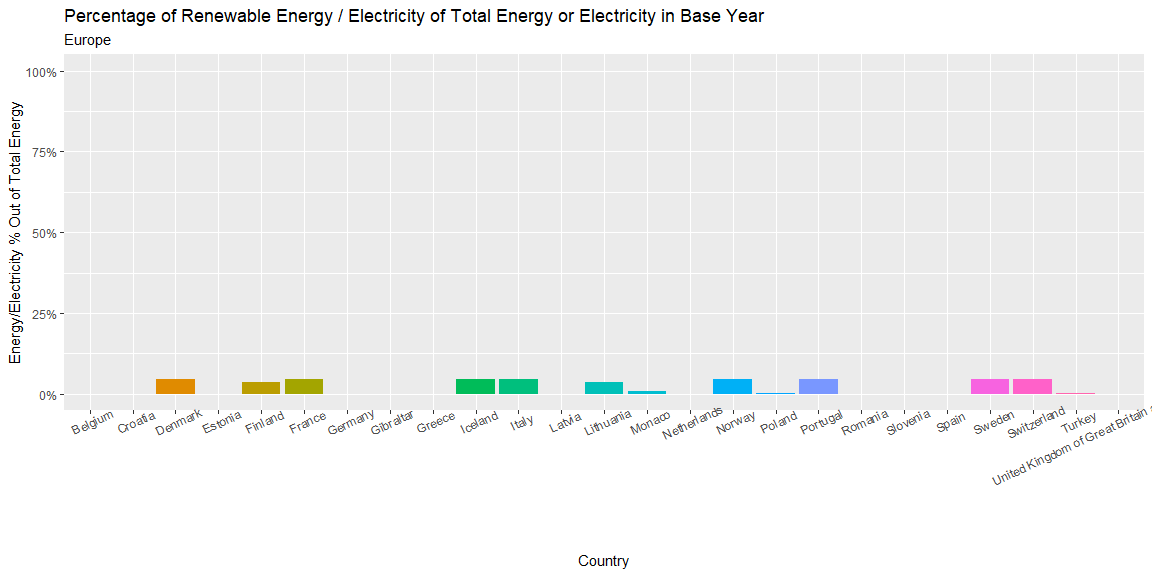 Percentage of Renewable Energy / Electricity of Total Energy or Electricity in Base Year
Europe
Energy/Electricity % Out of Total Energy
100%
75%
50%
25%
0%
Belgium
Croatia
Denmark
Estonia
Finland
France
Germany
Gibraltar
Greece
Iceland
Italy
Latvia
Lithuania
Monaco
Netherlands
Norway
Poland
Portugal
Romania
Slovenia
Spain
Sweden
Switzerland
Turkey
United Kingdom of Great Britain
Country